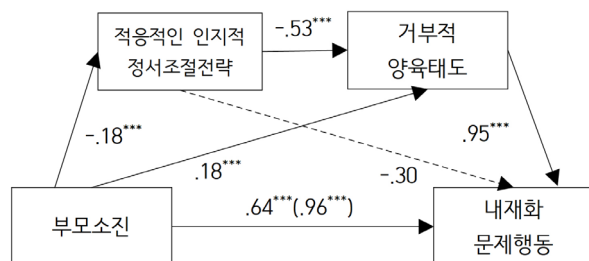 적응적인 인지적
정서조절전략
-.53***
거부적
양육태도
-.18***
.18***
.95***
-.30
부모소진
.64***(.96***)
내재화
문제행동